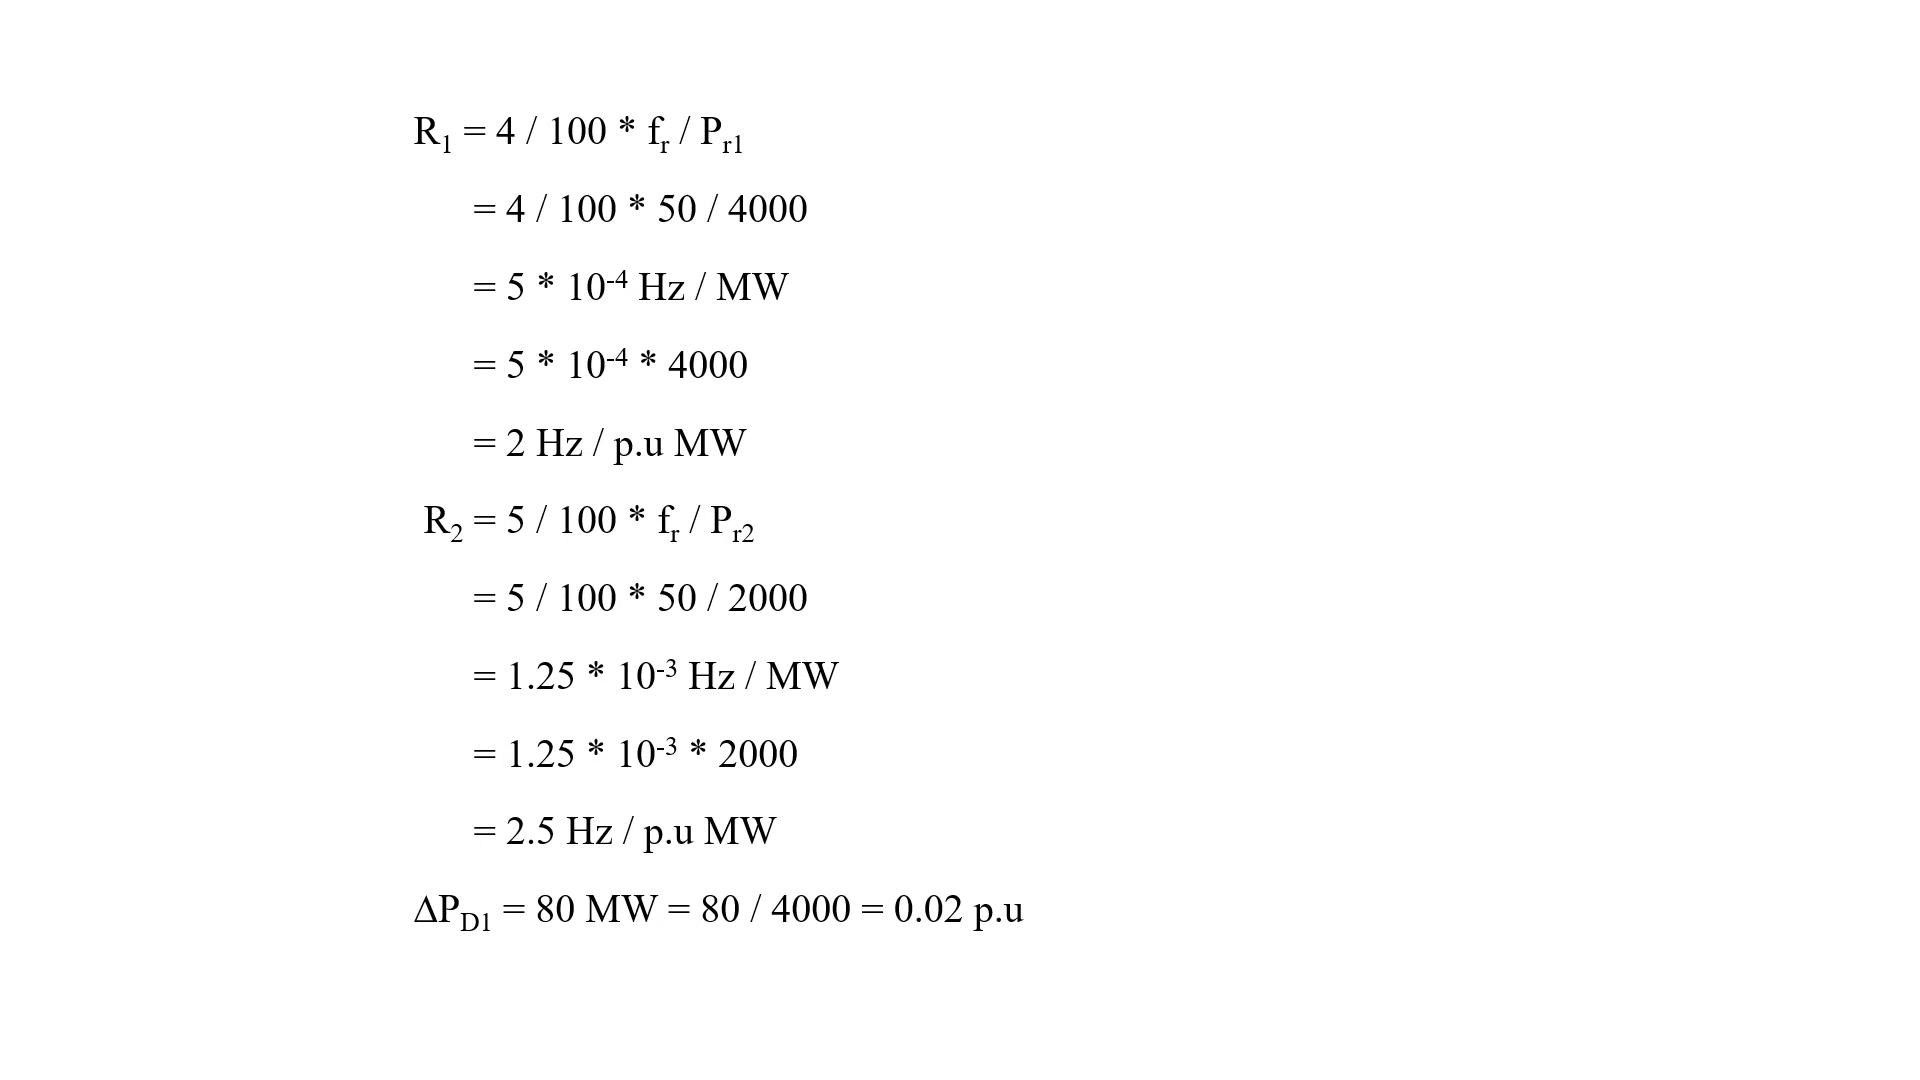 R₁ = 4 / 100 * fᵣ / Pᵣ₁
= 4 / 100 * 50 / 4000
= 5 * 10⁻⁴ Hz / MW
= 5 * 10⁻⁴ * 4000
= 2 Hz / p.u MW
R₂ = 5 / 100 * fᵣ / Pᵣ₂
= 5 / 100 * 50 / 2000
= 1.25 * 10⁻³ Hz / MW
= 1.25 * 10⁻³ * 2000
= 2.5 Hz / p.u MW
ΔP_D1 = 80 MW = 80 / 4000 = 0.02 p.u